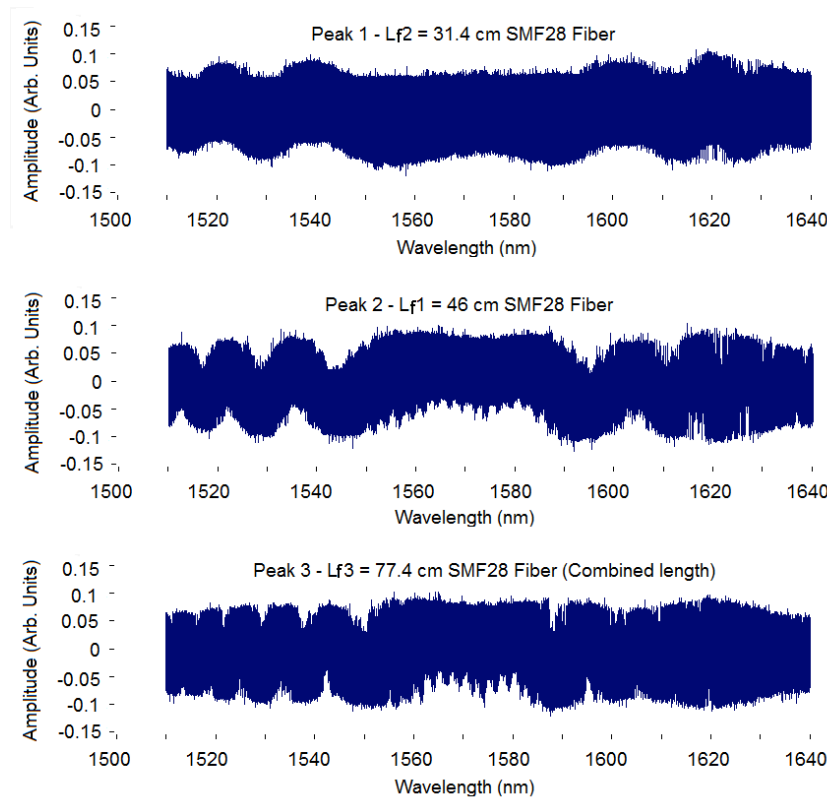 Peak 1 - Lf2 = 31.4 cm SMF28 Fiber
Amplitude (Arb. Units)
0.15
0.1
0.05
0
-0.05
-0.1
-0.15
1500 1520 1540 1560 1580 1600 1620 1640
Wavelength (nm)
Peak 2 - Lf1 = 46 cm SMF28 Fiber
Amplitude (Arb. Units)
0.15
0.1
0.05
0
-0.05
-0.1
-0.15
1500 1520 1540 1560 1580 1600 1620 1640
Wavelength (nm)
Peak 3 - Lf3 = 77.4 cm SMF28 Fiber (Combined length)
Amplitude (Arb. Units)
0.15
0.1
0.05
0
-0.05
-0.1
-0.15
1500 1520 1540 1560 1580 1600 1620 1640
Wavelength (nm)